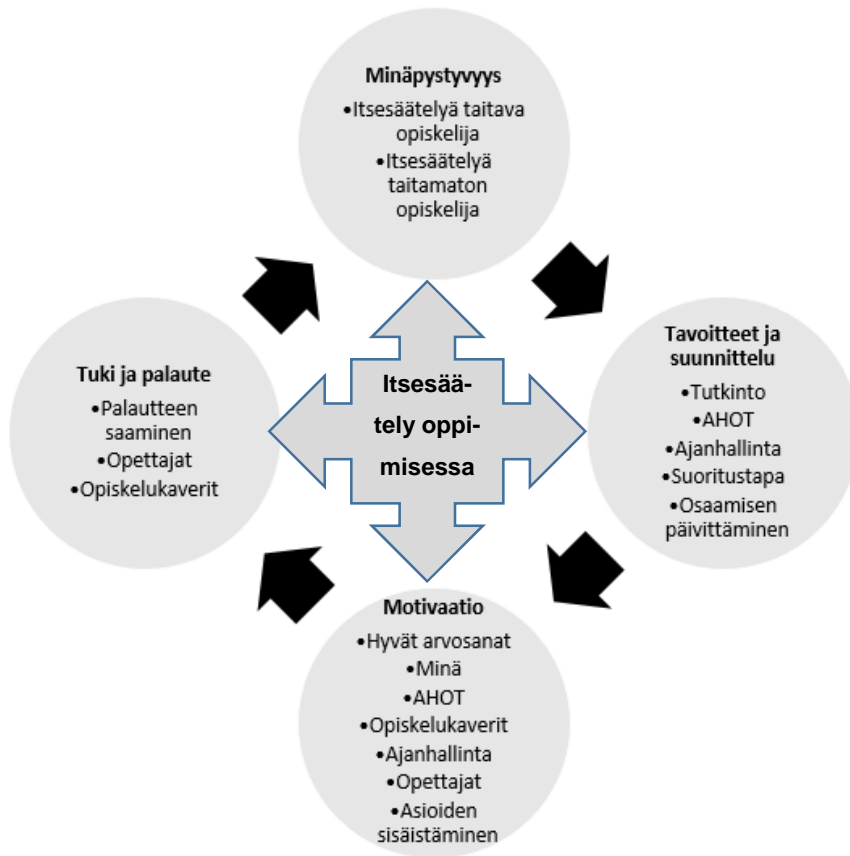 Minäpystyvyys
•Itsesäätelyä taitava
opiskelija
•Itsesäätelyä
taitamaton
opiskelija
Tavoitteet ja
suunnittelu
•Tutkinto
•AHOT
•Ajanhallinta
•Suoritustapa
•Osaamisen
päivittäminen
Motivaatio
•Hyvät arvosanat
•Minä
•AHOT
•Opiskelukaverit
•Ajanhallinta
•Opettajat
•Asioiden
sisäistäminen
Tuki ja palaute
•Palautteen
saaminen
•Opettajat
•Opiskelukaverit
Itsesää-
tely oppi-
misessa